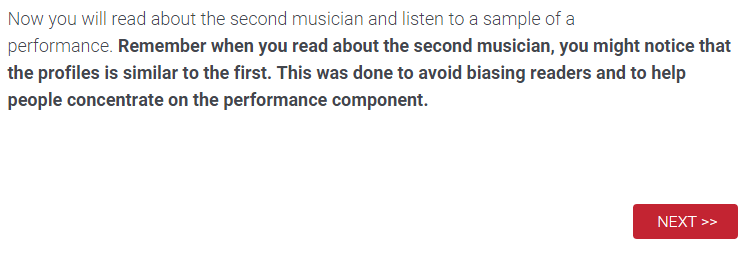 Now you will read about the second musician and listen to a sample of a
performance. Remember when you read about the second musician, you might notice that
the profiles is similar to the first. This was done to avoid biasing readers and to help
people concentrate on the performance component.
NEXT >>